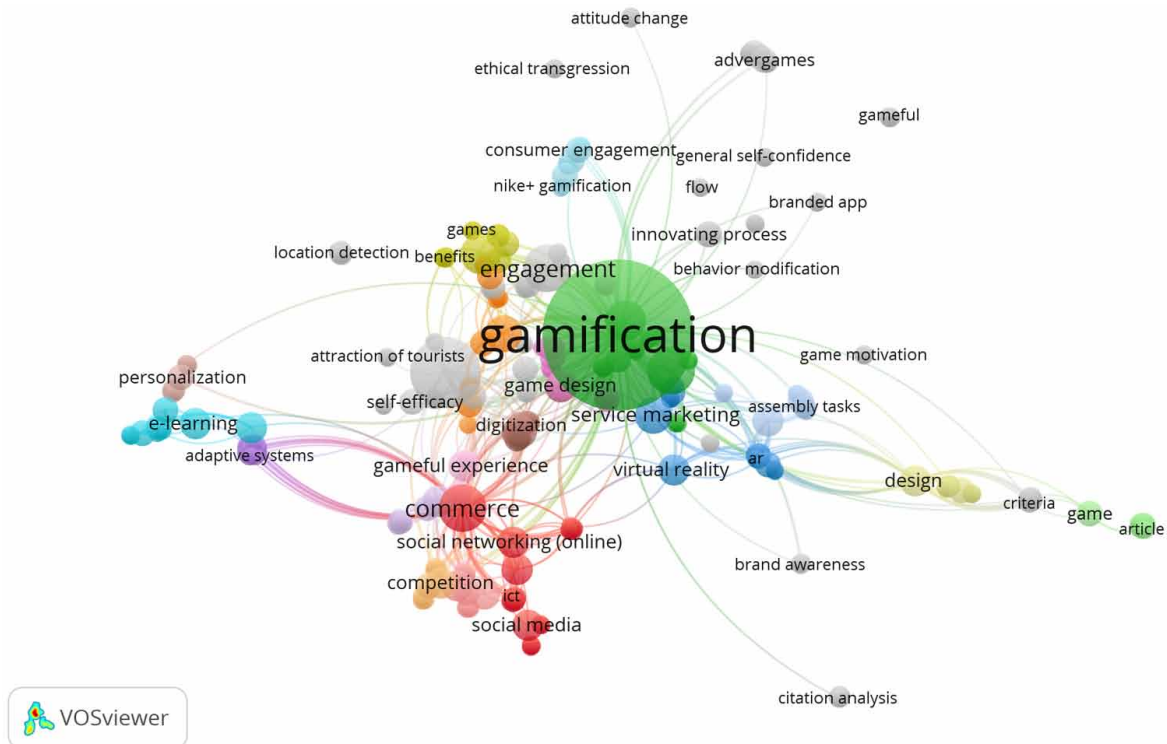 attitude change
advergames
ethical transgression
gameful
consumer engagement
general self-confidence
nike+ gamification
flow
branded app
games
innovating process
location detection
benefits
engagement
behavior modification
gamification
attraction of tourists
game motivation
personalization
game design
self-efficacy
service marketing
assembly tasks
e-learning
digitization
adaptive systems
gameful experience
virtual reality
ar
design
commerce
criteria
game
article
social networking (online)
brand awareness
competition
ict
social media
citation analysis
VOSviewer